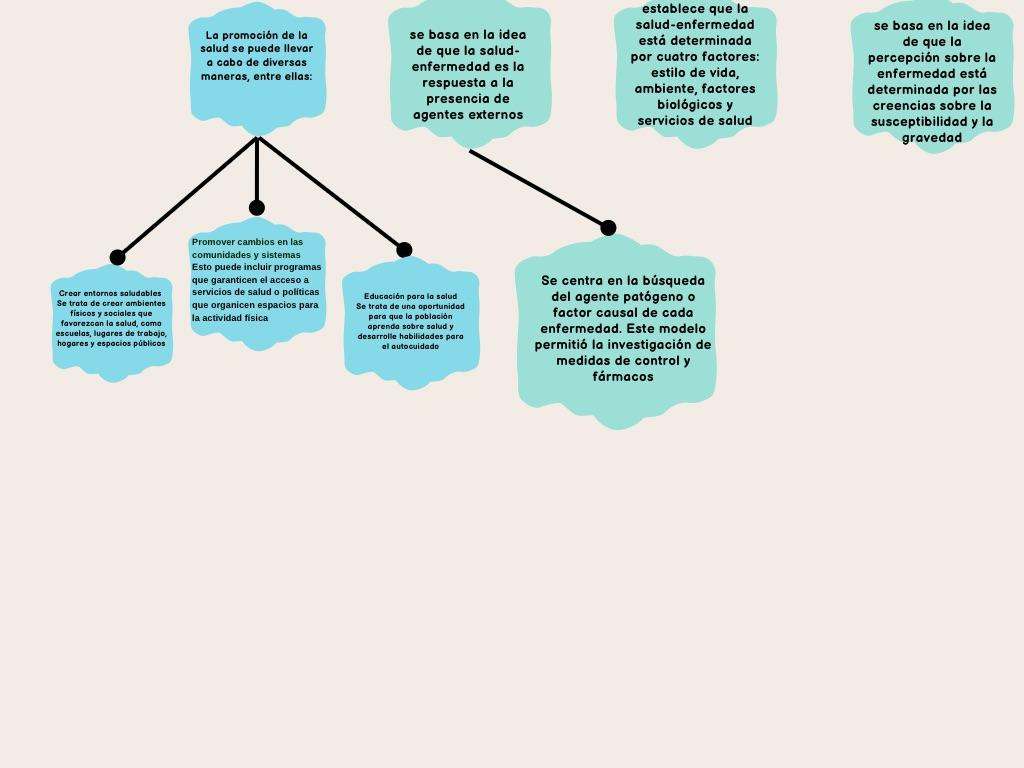 La promoción de la
salud se puede llevar
a cabo de diversas
maneras, entre ellas:
se basa en la idea
de que la salud-
enfermedad es la
respuesta a la
presencia de
agentes externos
establece que la
salud-enfermedad
está determinada
por cuatro factores:
estilo de vida,
ambiente, factores
biológicos y
servicios de salud
se basa en la idea
de que la
percepción sobre la
enfermedad está
determinada por las
creencias sobre la
susceptibilidad y la
gravedad
Crear entornos saludables
Se trata de crear ambientes
físicos y sociales que
favorezcan la salud, como
escuelas, lugares de trabajo,
hogares y espacios públicos
Promover cambios en las
comunidades y sistemas
Esto puede incluir programas
que garanticen el acceso a
servicios de salud o políticas
que organicen espacios para
la actividad física
Educación para la salud
Se trata de una oportunidad
para que la población
aprenda sobre salud y
desarrolle habilidades para
el autocuidado
Se centra en la búsqueda
del agente patógeno o
factor causal de cada
enfermedad. Este modelo
permitió la investigación de
medidas de control y
fármacos